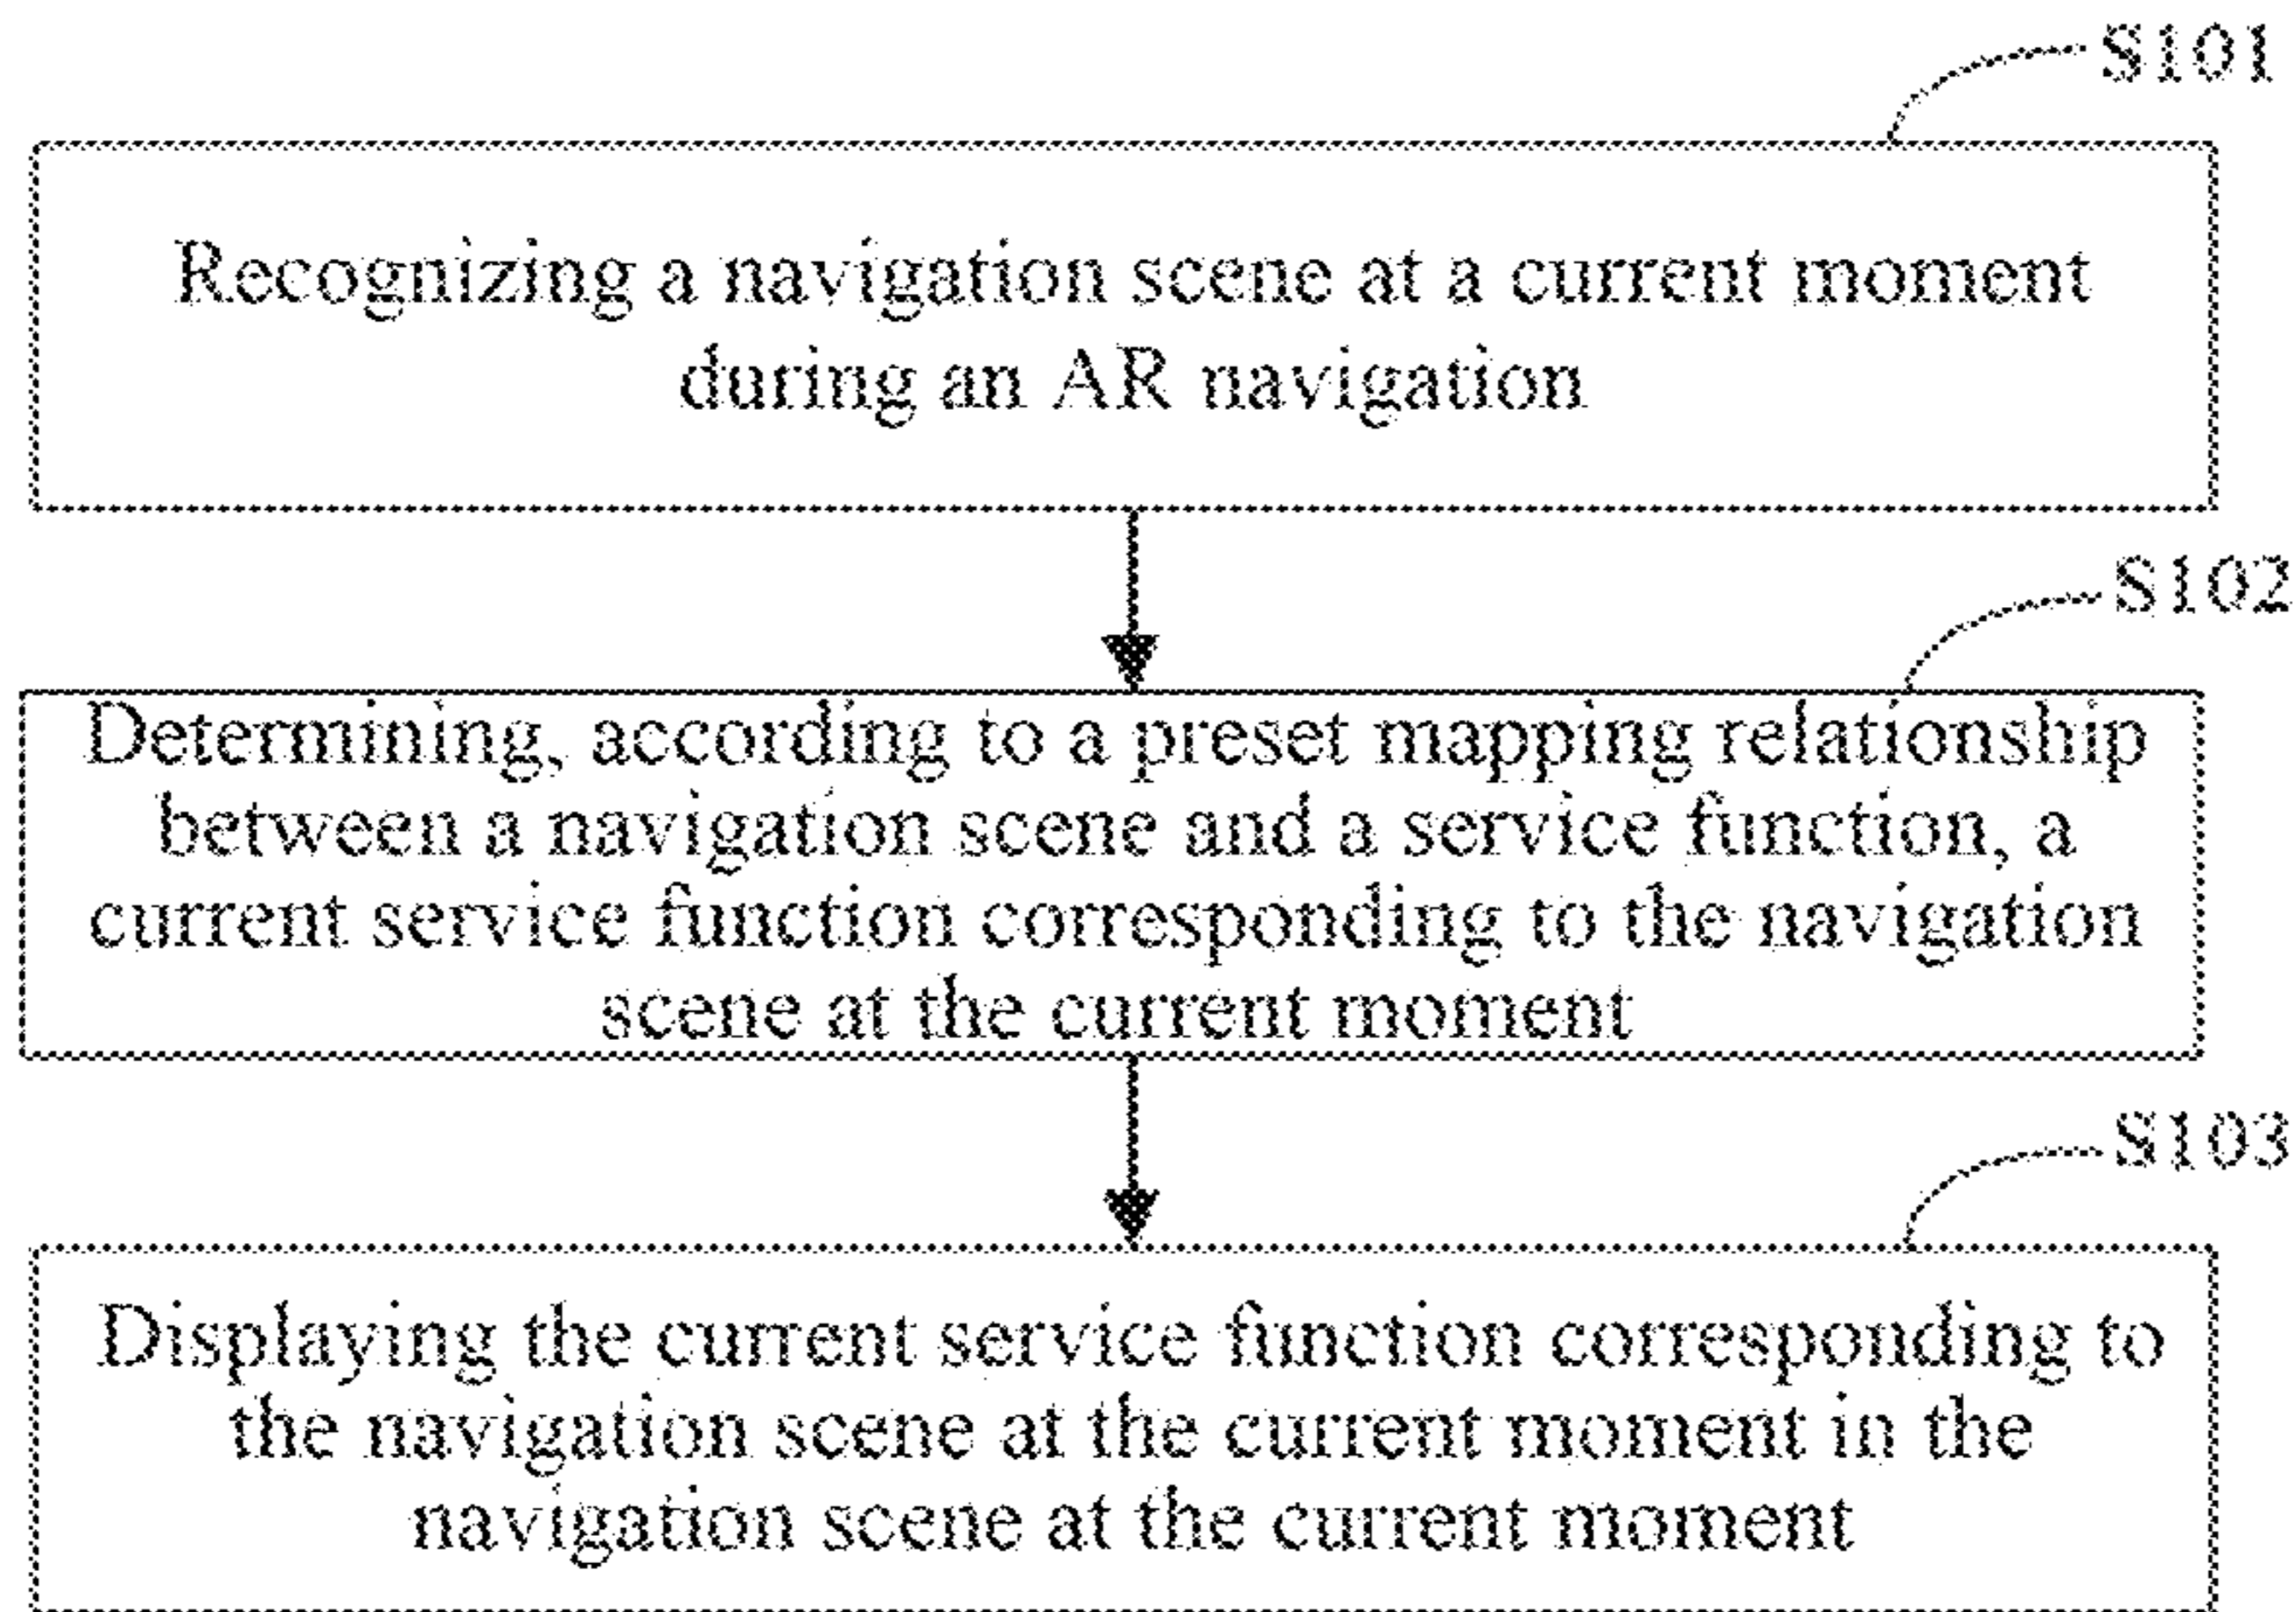 S101
Recognizing a navigation scene at a current moment
during an AR navigation
S102
Determining, according to a preset mapping relationship
between a navigation scene and a service function, a
current service function corresponding to the navigation
scene at the current moment
S103
Displaying the current service function corresponding to
the navigation scene at the current moment in the
navigation scene at the current moment